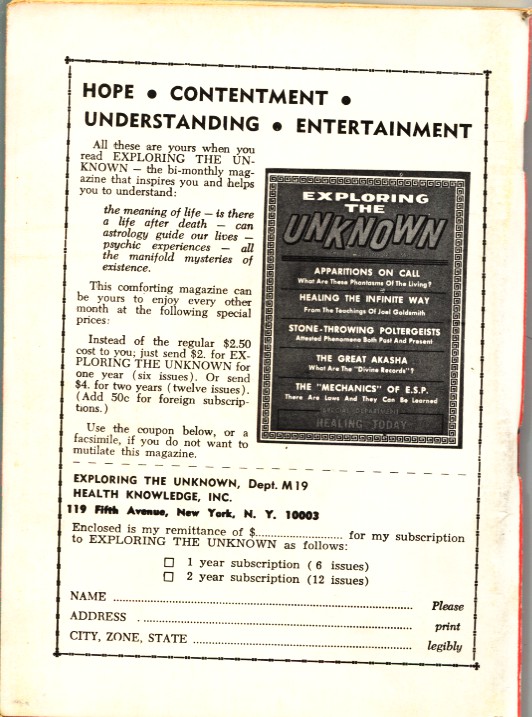 HOPE • CONTENTMENT •
UNDERSTANDING • ENTERTAINMENT
All these are yours when you
read EXPLORING THE UN-
KNOWN — the bi-monthly mag-
azine that inspires you and helps
you to understand:
the meaning of life — is there
a life after death — can
astrology guide our lives —
psychic experiences — all
the manifold mysteries of
existence.
This comforting magazine can
be yours to enjoy every other
month at the following special
prices:
Instead of the regular $2.50
cost to you; just send $2. for EX-
PLORING THE UNKNOWN for
one year (six issues). Or send
$4. for two years (twelve issues).
(Add 50c for foreign subscrip-
tions.)
Use the coupon below, or a
facsimile, if you do not want to
mutilate this magazine.
EXPLORING
THE
UNKNOWN
APPARITIONS ON CALL
What Are These Phantasms Of The Living?
HEALING THE INFINITE WAY
From The Teachings Of Joel Goldsmith
STONE-THROWING POLTERGEISTS
Attested Phenomena Both Past And Present
THE GREAT AKASHA
What Are The "Divine Records"?
THE "MECHANICS" OF E.S.P.
There Are Laws And They Can Be Learned
SPECIAL DEPARTMENT
HEALING TODAY
EXPLORING THE UNKNOWN, Dept. M19
HEALTH KNOWLEDGE, INC.
119 Fifth Avenue, New York, N. Y. 10003
Enclosed is my remittance of $........................ for my subscription
to EXPLORING THE UNKNOWN as follows:
☐ 1 year subscription ( 6 issues)
☐ 2 year subscription (12 issues)
NAME ........................ Please
ADDRESS ........................ print
CITY, ZONE, STATE ........................ legibly